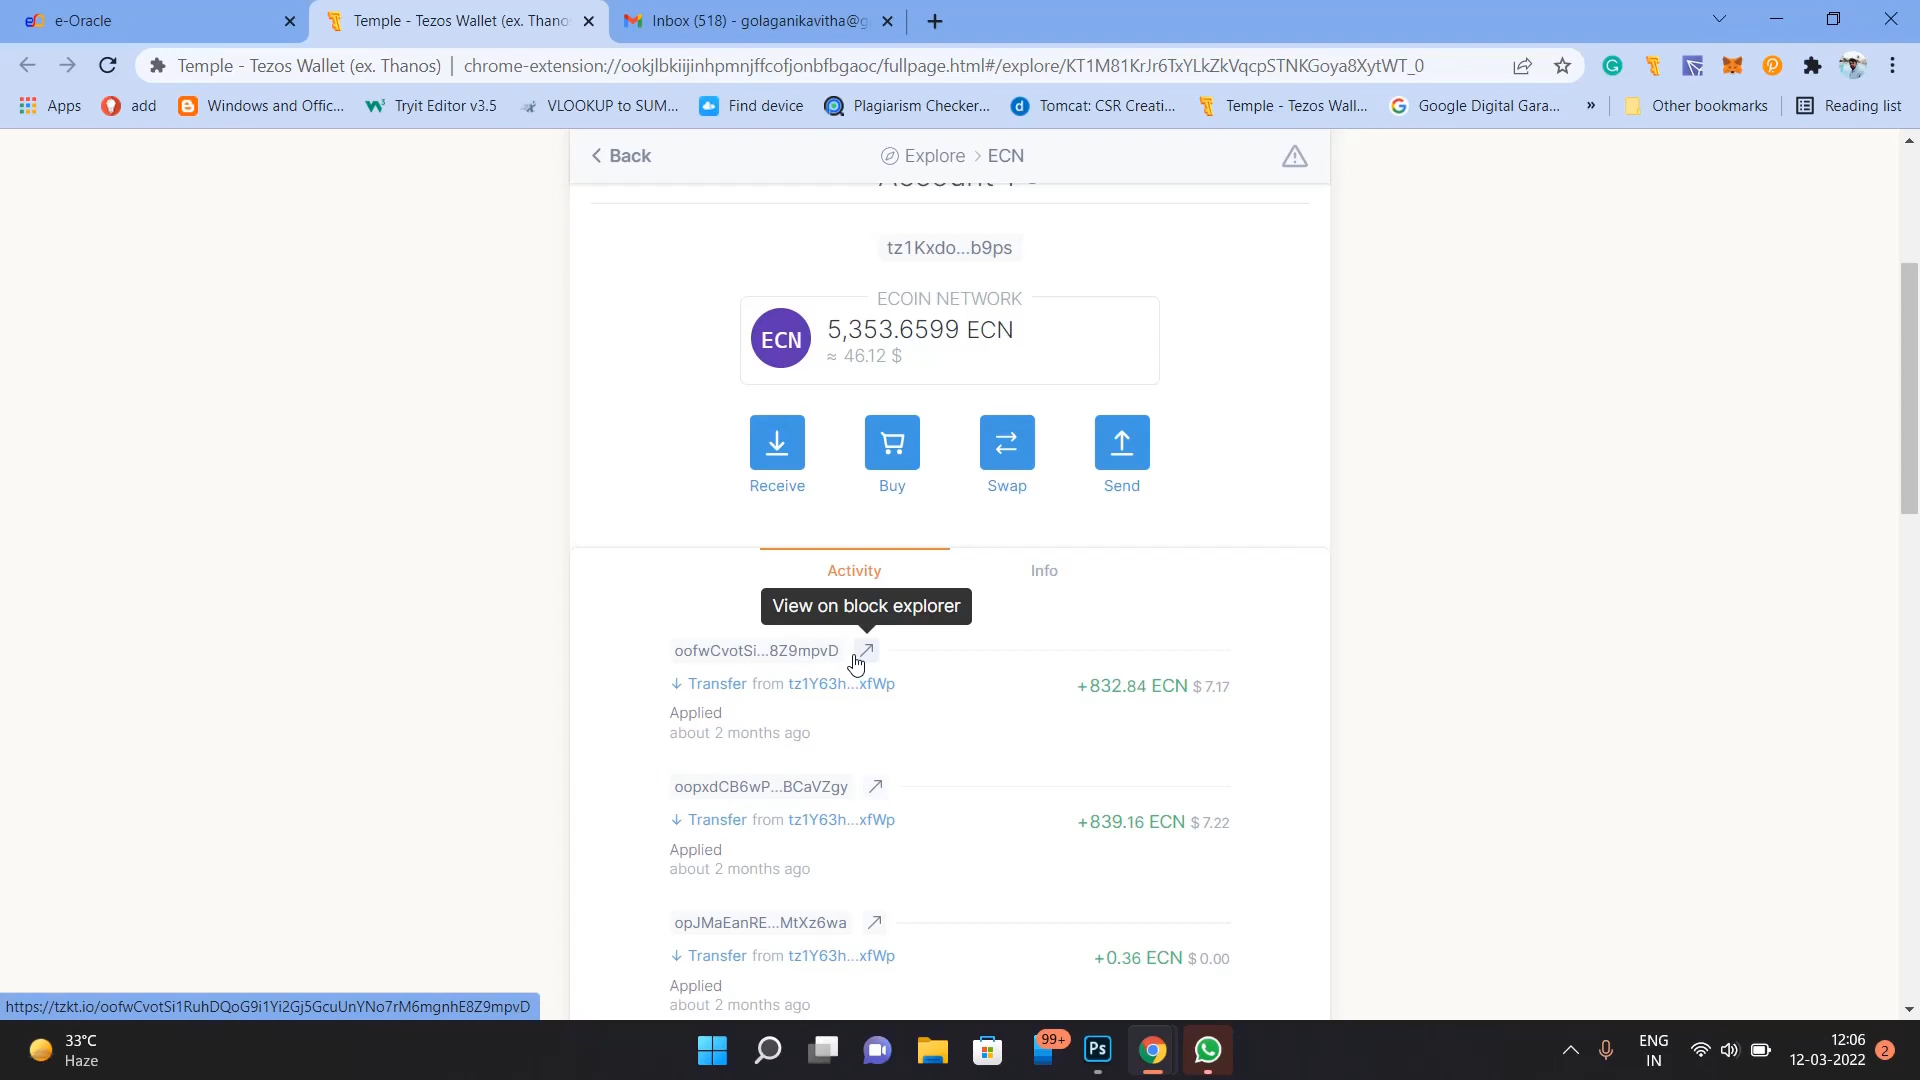 e-Oracle
Temple - Tezos Wallet (ex. Thano
Inbox (518) - golaganikavitha@g
Temple - Tezos Wallet (ex. Thanos) | chrome-extension://ookjlbkiijinhpmnjffcofjonbfbgaoc/fullpage.html#/explore/KT1M81KrJr6TxYLkZkVqcpSTNKGoya8XytWT_0
Apps
add
Windows and Offic...
Tryit Editor v3.5
VLOOKUP to SUM...
Find device
Plagiarism Checker...
Tomcat: CSR Creati...
Temple - Tezos Wall...
Google Digital Gara...
»
Other bookmarks
Reading list
Back
Explore > ECN
tz1Kxdo...b9ps
ECOIN NETWORK
ECN
5,353.6599 ECN
≈ 46.12 $
Receive
Buy
Swap
Send
Activity
Info
View on block explorer
oofwCvotSi...8Z9mpvD
Transfer from tz1Y63h...xfWp
+832.84 ECN $ 7.17
Applied
about 2 months ago
oopxdCB6wP...BCaVZgy
Transfer from tz1Y63h...xfWp
+839.16 ECN $ 7.22
Applied
about 2 months ago
opJMaEanRE...MtXz6wa
Transfer from tz1Y63h...xfWp
+0.36 ECN $ 0.00
Applied
about 2 months ago
https://tzkt.io/oofwCvotSi1RuhDQoG9i1Yi2Gj5GcuUnYNo7rM6mgnhE8Z9mpvD
33°C
Haze
99+
Ps
ENG
IN
12:06
12-03-2022
2